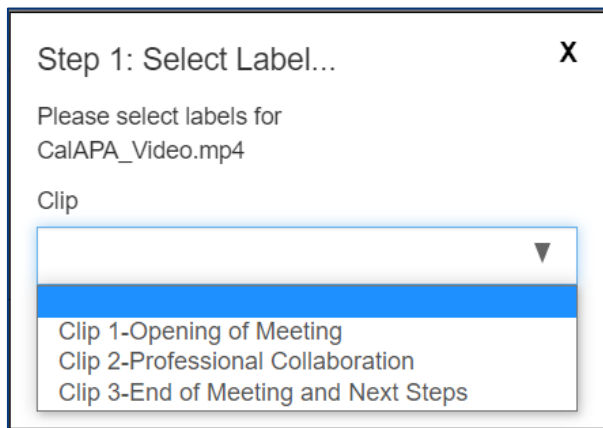 Step 1: Select Label...
X
Please select labels for
CalAPA_Video.mp4
Clip
Clip 1-Opening of Meeting
Clip 2-Professional Collaboration
Clip 3-End of Meeting and Next Steps